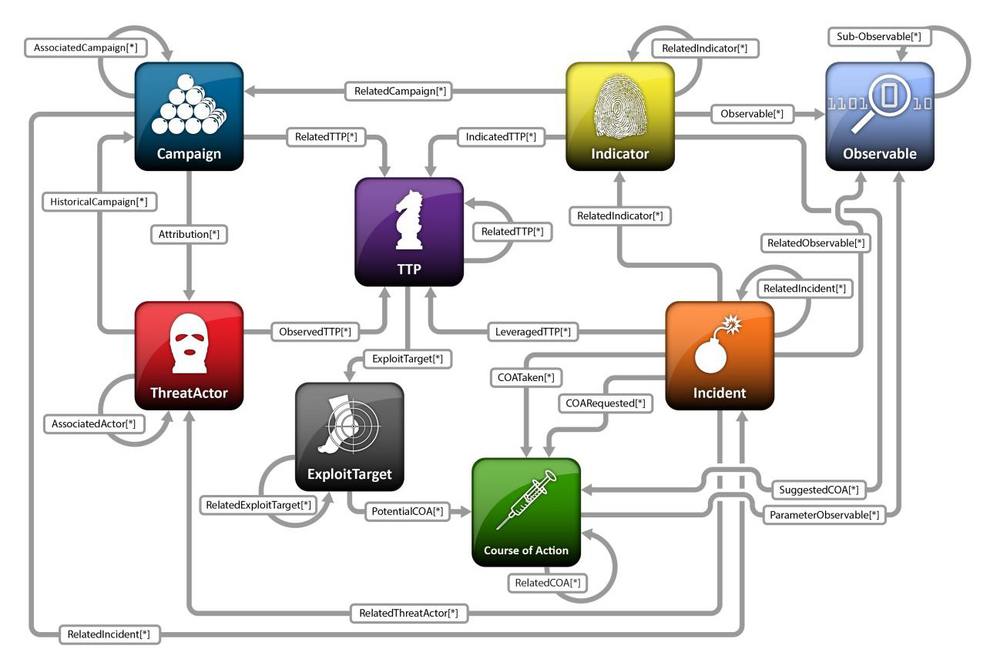 AssociatedCampaign[*]
Sub-Observable[*]
RelatedIndicator[*]
RelatedCampaign[*]
1101 0 10
Observable[*]
RelatedTTP[*]
IndicatedTTP[*]
Campaign
Indicator
Observable
HistoricalCampaign[*]
RelatedIndicator[*]
Attribution[*]
RelatedTTP[*]
RelatedObservable[*]
TTP
RelatedIncident[*]
ObservedTTP[*]
LeveragedTTP[*]
ExploitTarget[*]
COATaken[*]
ThreatActor
Incident
COARequested[*]
AssociatedActor[*]
ExploitTarget
SuggestedCOA[*]
RelatedExploitTarget[*]
PotentialCOA[*]
ParameterObservable[*]
Course of Action
RelatedCOA[*]
RelatedThreatActor[*]
RelatedIncident[*]